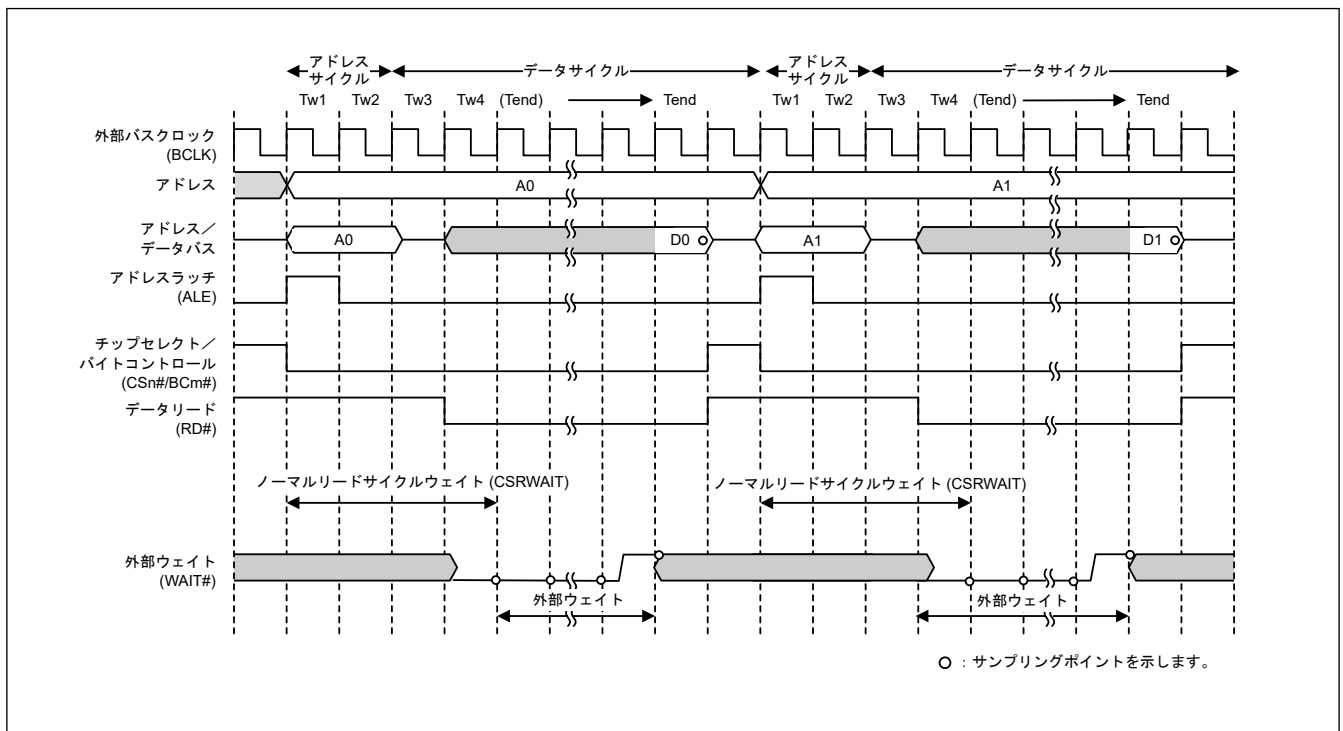 アドレス
サイクル
データサイクル
アドレス
サイクル
データサイクル
Tw1 Tw2 Tw3 Tw4 (Tend) Tend Tw1 Tw2 Tw3 Tw4 (Tend) Tend
外部バスクロック
(BCLK)
アドレス A0 A1
アドレス／
データバス
A0 D0 A1 D1
アドレスラッチ
(ALE)
チップセレクト／
バイトコントロール
(CSn#/BCm#)
データリード
(RD#)
ノーマルリードサイクルウェイト (CSRWAIT) ノーマルリードサイクルウェイト (CSRWAIT)
外部ウェイト
(WAIT#)
外部ウェイト 外部ウェイト
：サンプリングポイントを示します。